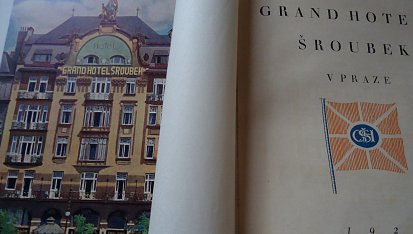 HOTEL
GRAND HOTEL ŠROUBEK
GRAND HOTE
ŠROUBEK
V PRAZE
192